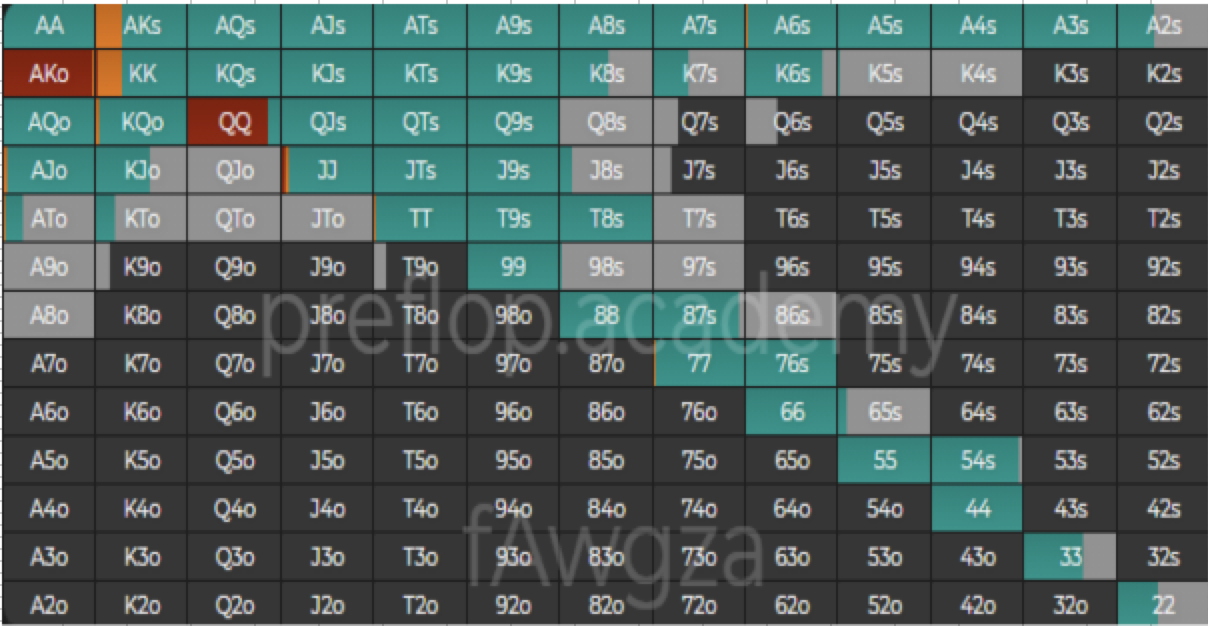 AA AKs AQs AJs ATs A9s A8s A7s A6s A5s A4s A3s A2s
AKo KK KQs KJs KTs K9s K8s K7s K6s K5s K4s K3s K2s
AQo KQo QQ QJs QTs Q9s Q8s Q7s Q6s Q5s Q4s Q3s Q2s
AJo KJo QJo JJ JTs J9s J8s J7s J6s J5s J4s J3s J2s
ATo KTo QTo JTo TT T9s T8s T7s T6s T5s T4s T3s T2s
A9o K9o Q9o J9o T9o 99 98s 97s 96s 95s 94s 93s 92s
preflop.academy
A8o K8o Q8o J8o T8o 98o 88 87s 86s 85s 84s 83s 82s
A7o K7o Q7o J7o T7o 97o 87o 77 76s 75s 74s 73s 72s
A6o K6o Q6o J6o T6o 96o 86o 76o 66 65s 64s 63s 62s
A5o K5o Q5o J5o T5o 95o 85o 75o 65o 55 54s 53s 52s
A4o K4o Q4o J4o T4o 94o 84o 74o 64o 54o 44 43s 42s
fAwgza
A3o K3o Q3o J3o T3o 93o 83o 73o 63o 53o 43o 33 32s
A2o K2o Q2o J2o T2o 92o 82o 72o 62o 52o 42o 32o 22